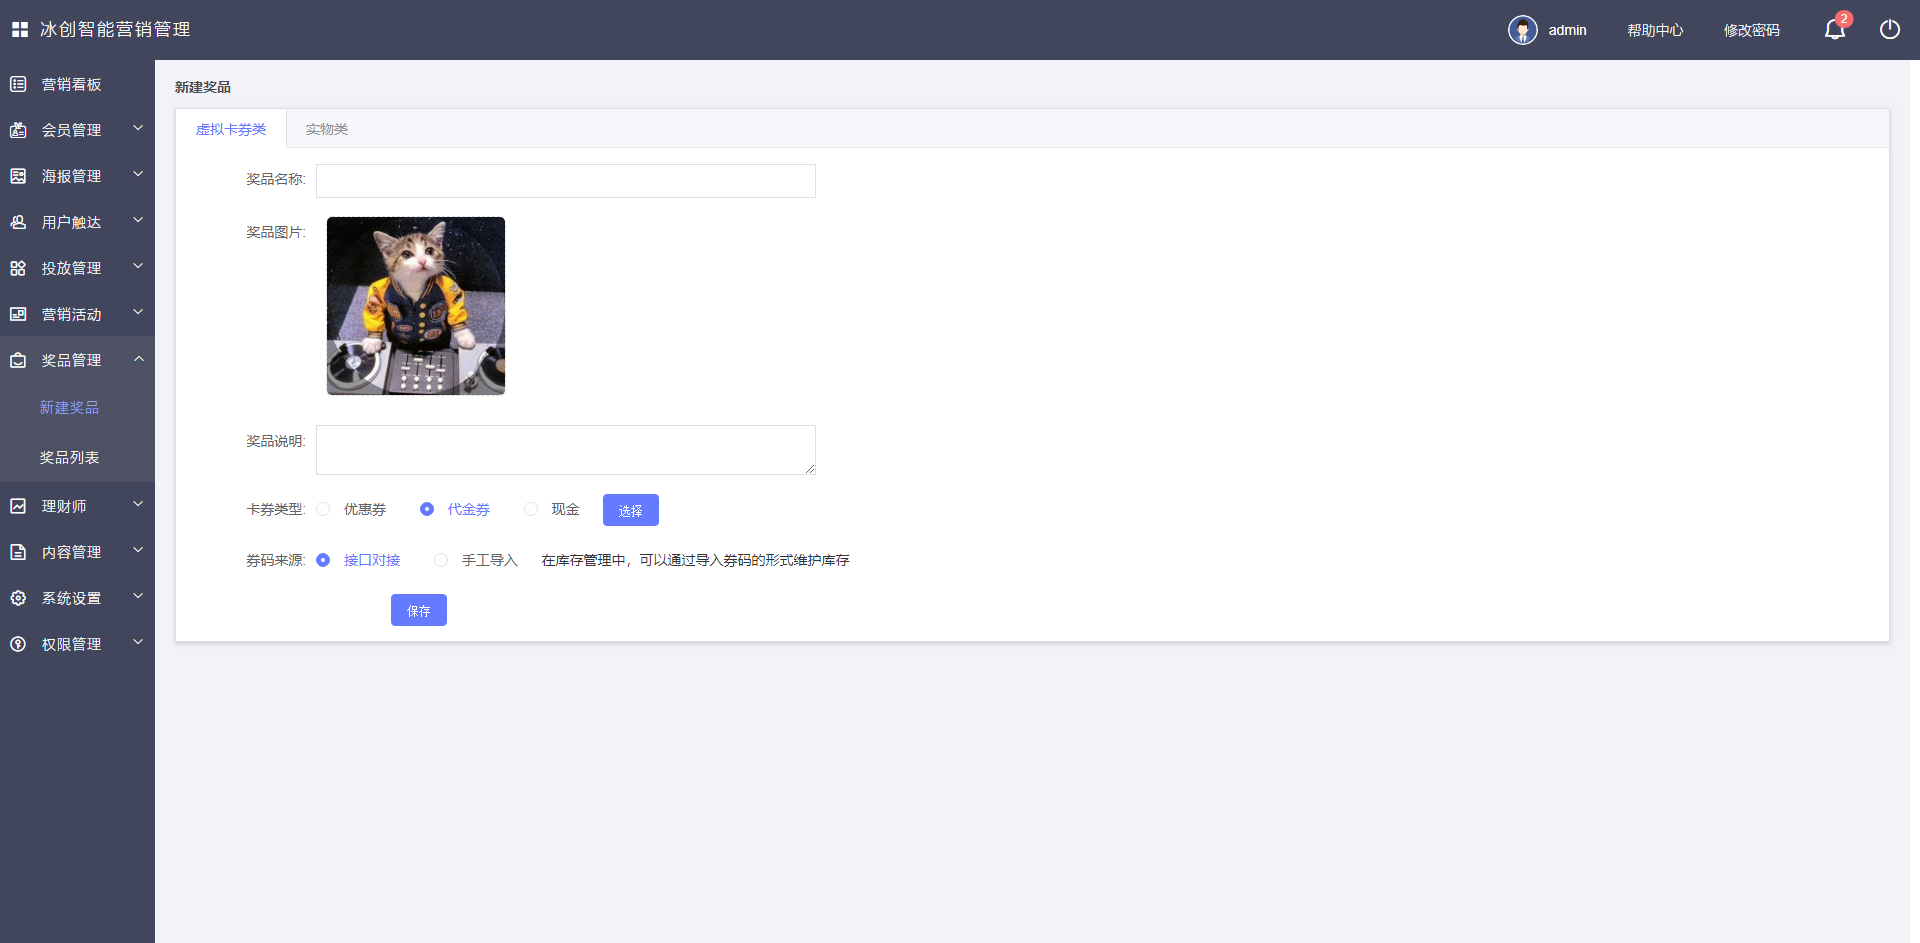 冰创智能营销管理
admin
帮助中心
修改密码
2
营销看板
会员管理
海报管理
用户触达
投放管理
营销活动
奖品管理
新建奖品
奖品列表
理财师
内容管理
系统设置
权限管理
新建奖品
虚拟卡券类 实物类
奖品名称:
奖品图片:
奖品说明:
卡券类型: 优惠券 代金券 现金 选择
券码来源: 接口对接 手工导入 在库存管理中，可以通过导入券码的形式维护库存
保存